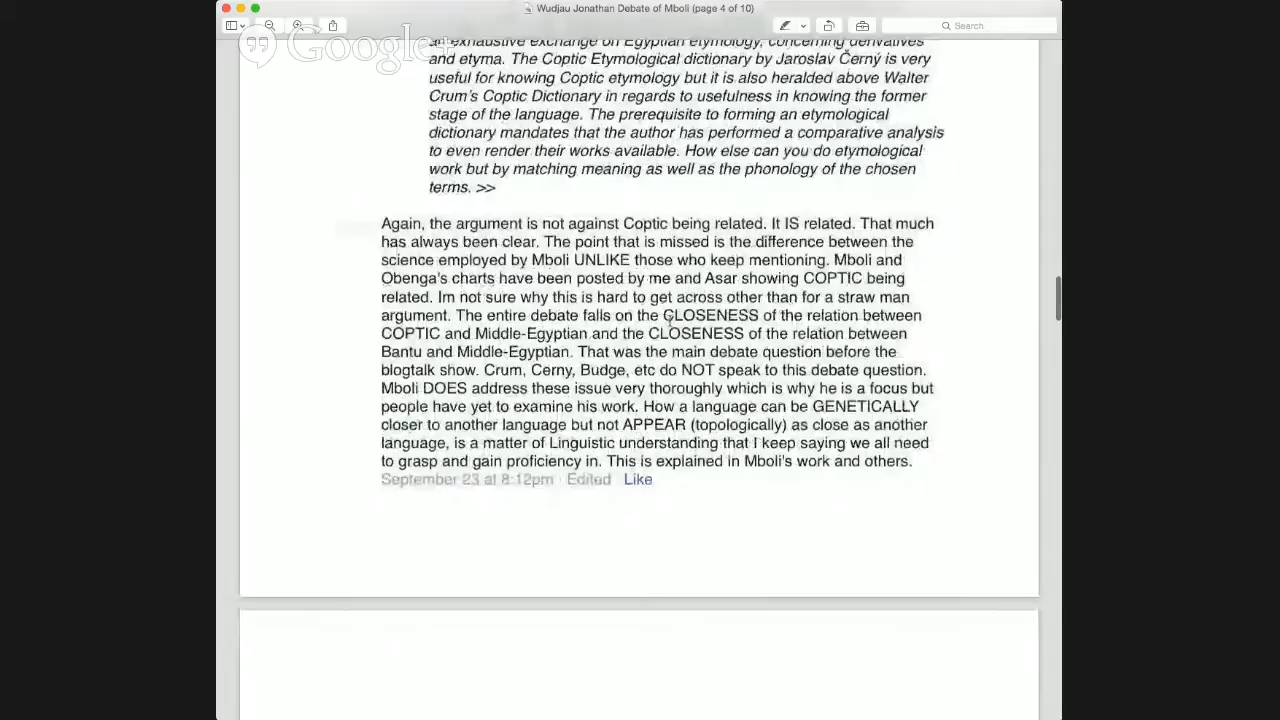 Wudjau Jonathan Debate of Mboli (page 4 of 10)
Search
Google+
an exhaustive exchange on Egyptian etymology, concerning derivatives
and etyma. The Coptic Etymological dictionary by Jaroslav Černý is very
useful for knowing Coptic etymology but it is also heralded above Walter
Crum's Coptic Dictionary in regards to usefulness in knowing the former
stage of the language. The prerequisite to forming an etymological
dictionary mandates that the author has performed a comparative analysis
to even render their works available. How else can you do etymological
work but by matching meaning as well as the phonology of the chosen
terms. >>
Again, the argument is not against Coptic being related. It IS related. That much
has always been clear. The point that is missed is the difference between the
science employed by Mboli UNLIKE those who keep mentioning. Mboli and
Obenga's charts have been posted by me and Asar showing COPTIC being
related. Im not sure why this is hard to get across other than for a straw man
argument. The entire debate falls on the CLOSENESS of the relation between
COPTIC and Middle-Egyptian and the CLOSENESS of the relation between
Bantu and Middle-Egyptian. That was the main debate question before the
blogtalk show. Crum, Cerny, Budge, etc do NOT speak to this debate question.
Mboli DOES address these issue very thoroughly which is why he is a focus but
people have yet to examine his work. How a language can be GENETICALLY
closer to another language but not APPEAR (topologically) as close as another
language, is a matter of Linguistic understanding that I keep saying we all need
to grasp and gain proficiency in. This is explained in Mboli's work and others.
September 23 at 8:12pm · Edited Like